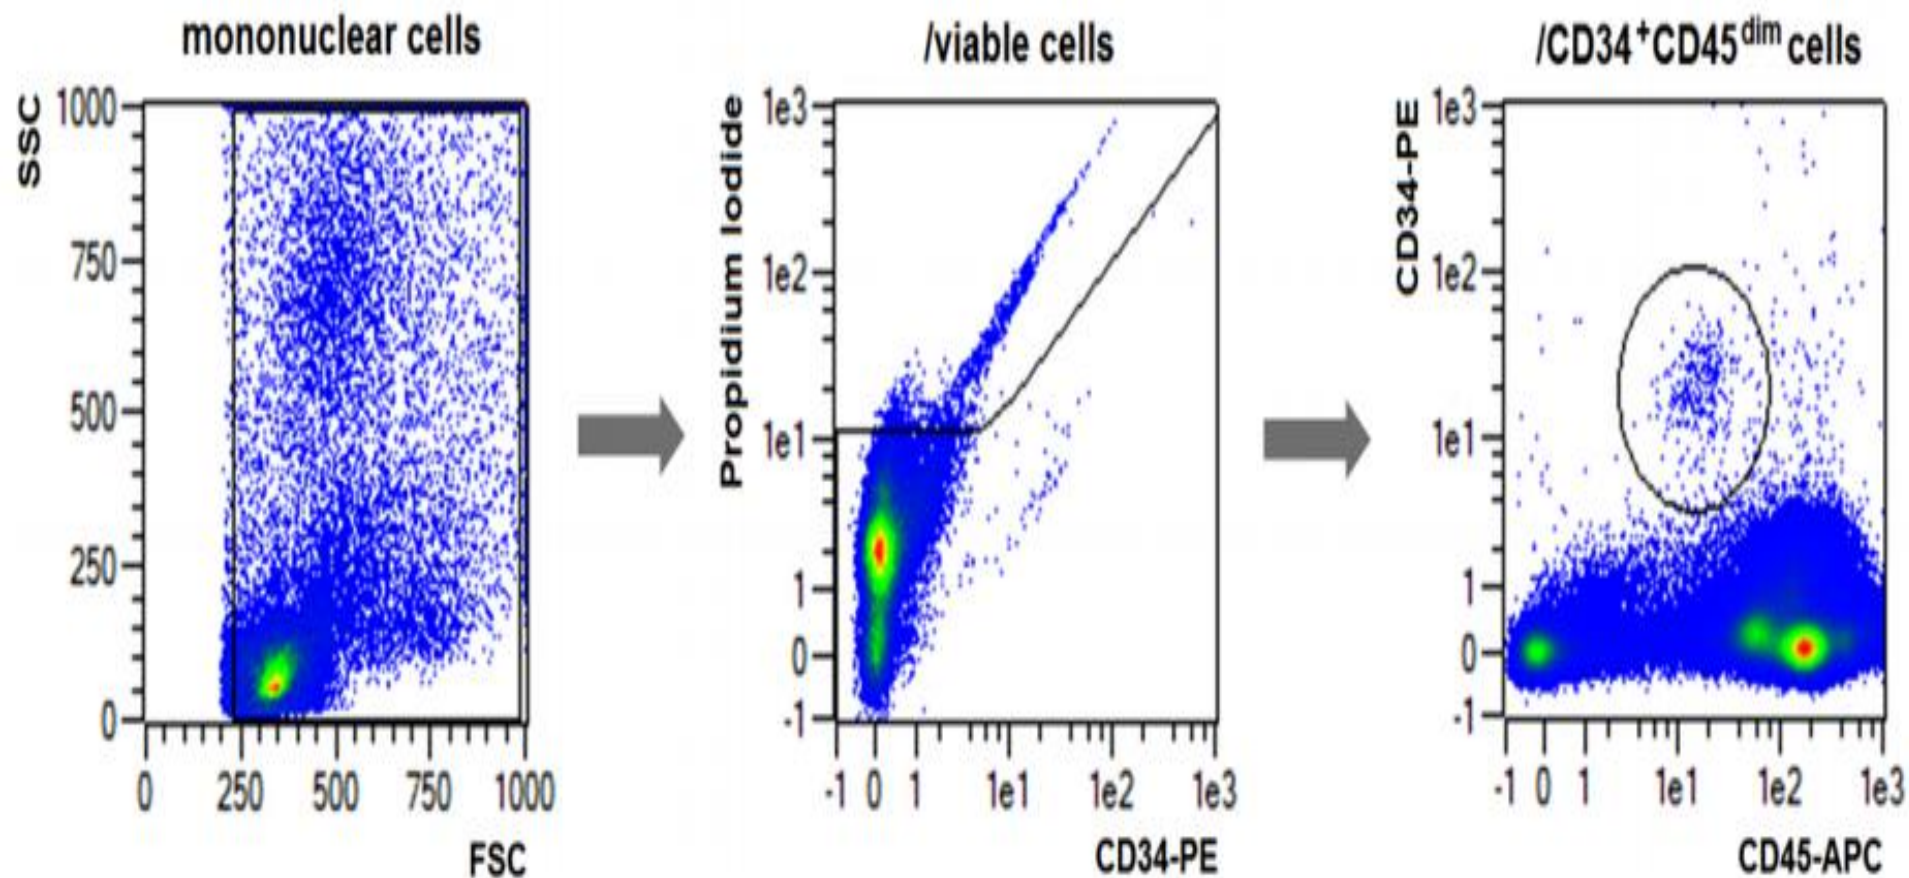 mononuclear cells
SSC
1000
750
500
250
0
0 250 500 750 1000
FSC
/viable cells
Propidium Iodide
1e3
1e2
1e1
1
0
-1
-1 0 1 1e1 1e2 1e3
CD34-PE
/CD34⁺CD45ᵈⁱᵐ cells
CD34-PE
1e3
1e2
1e1
1
0
-1
-1 0 1 1e1 1e2 1e3
CD45-APC